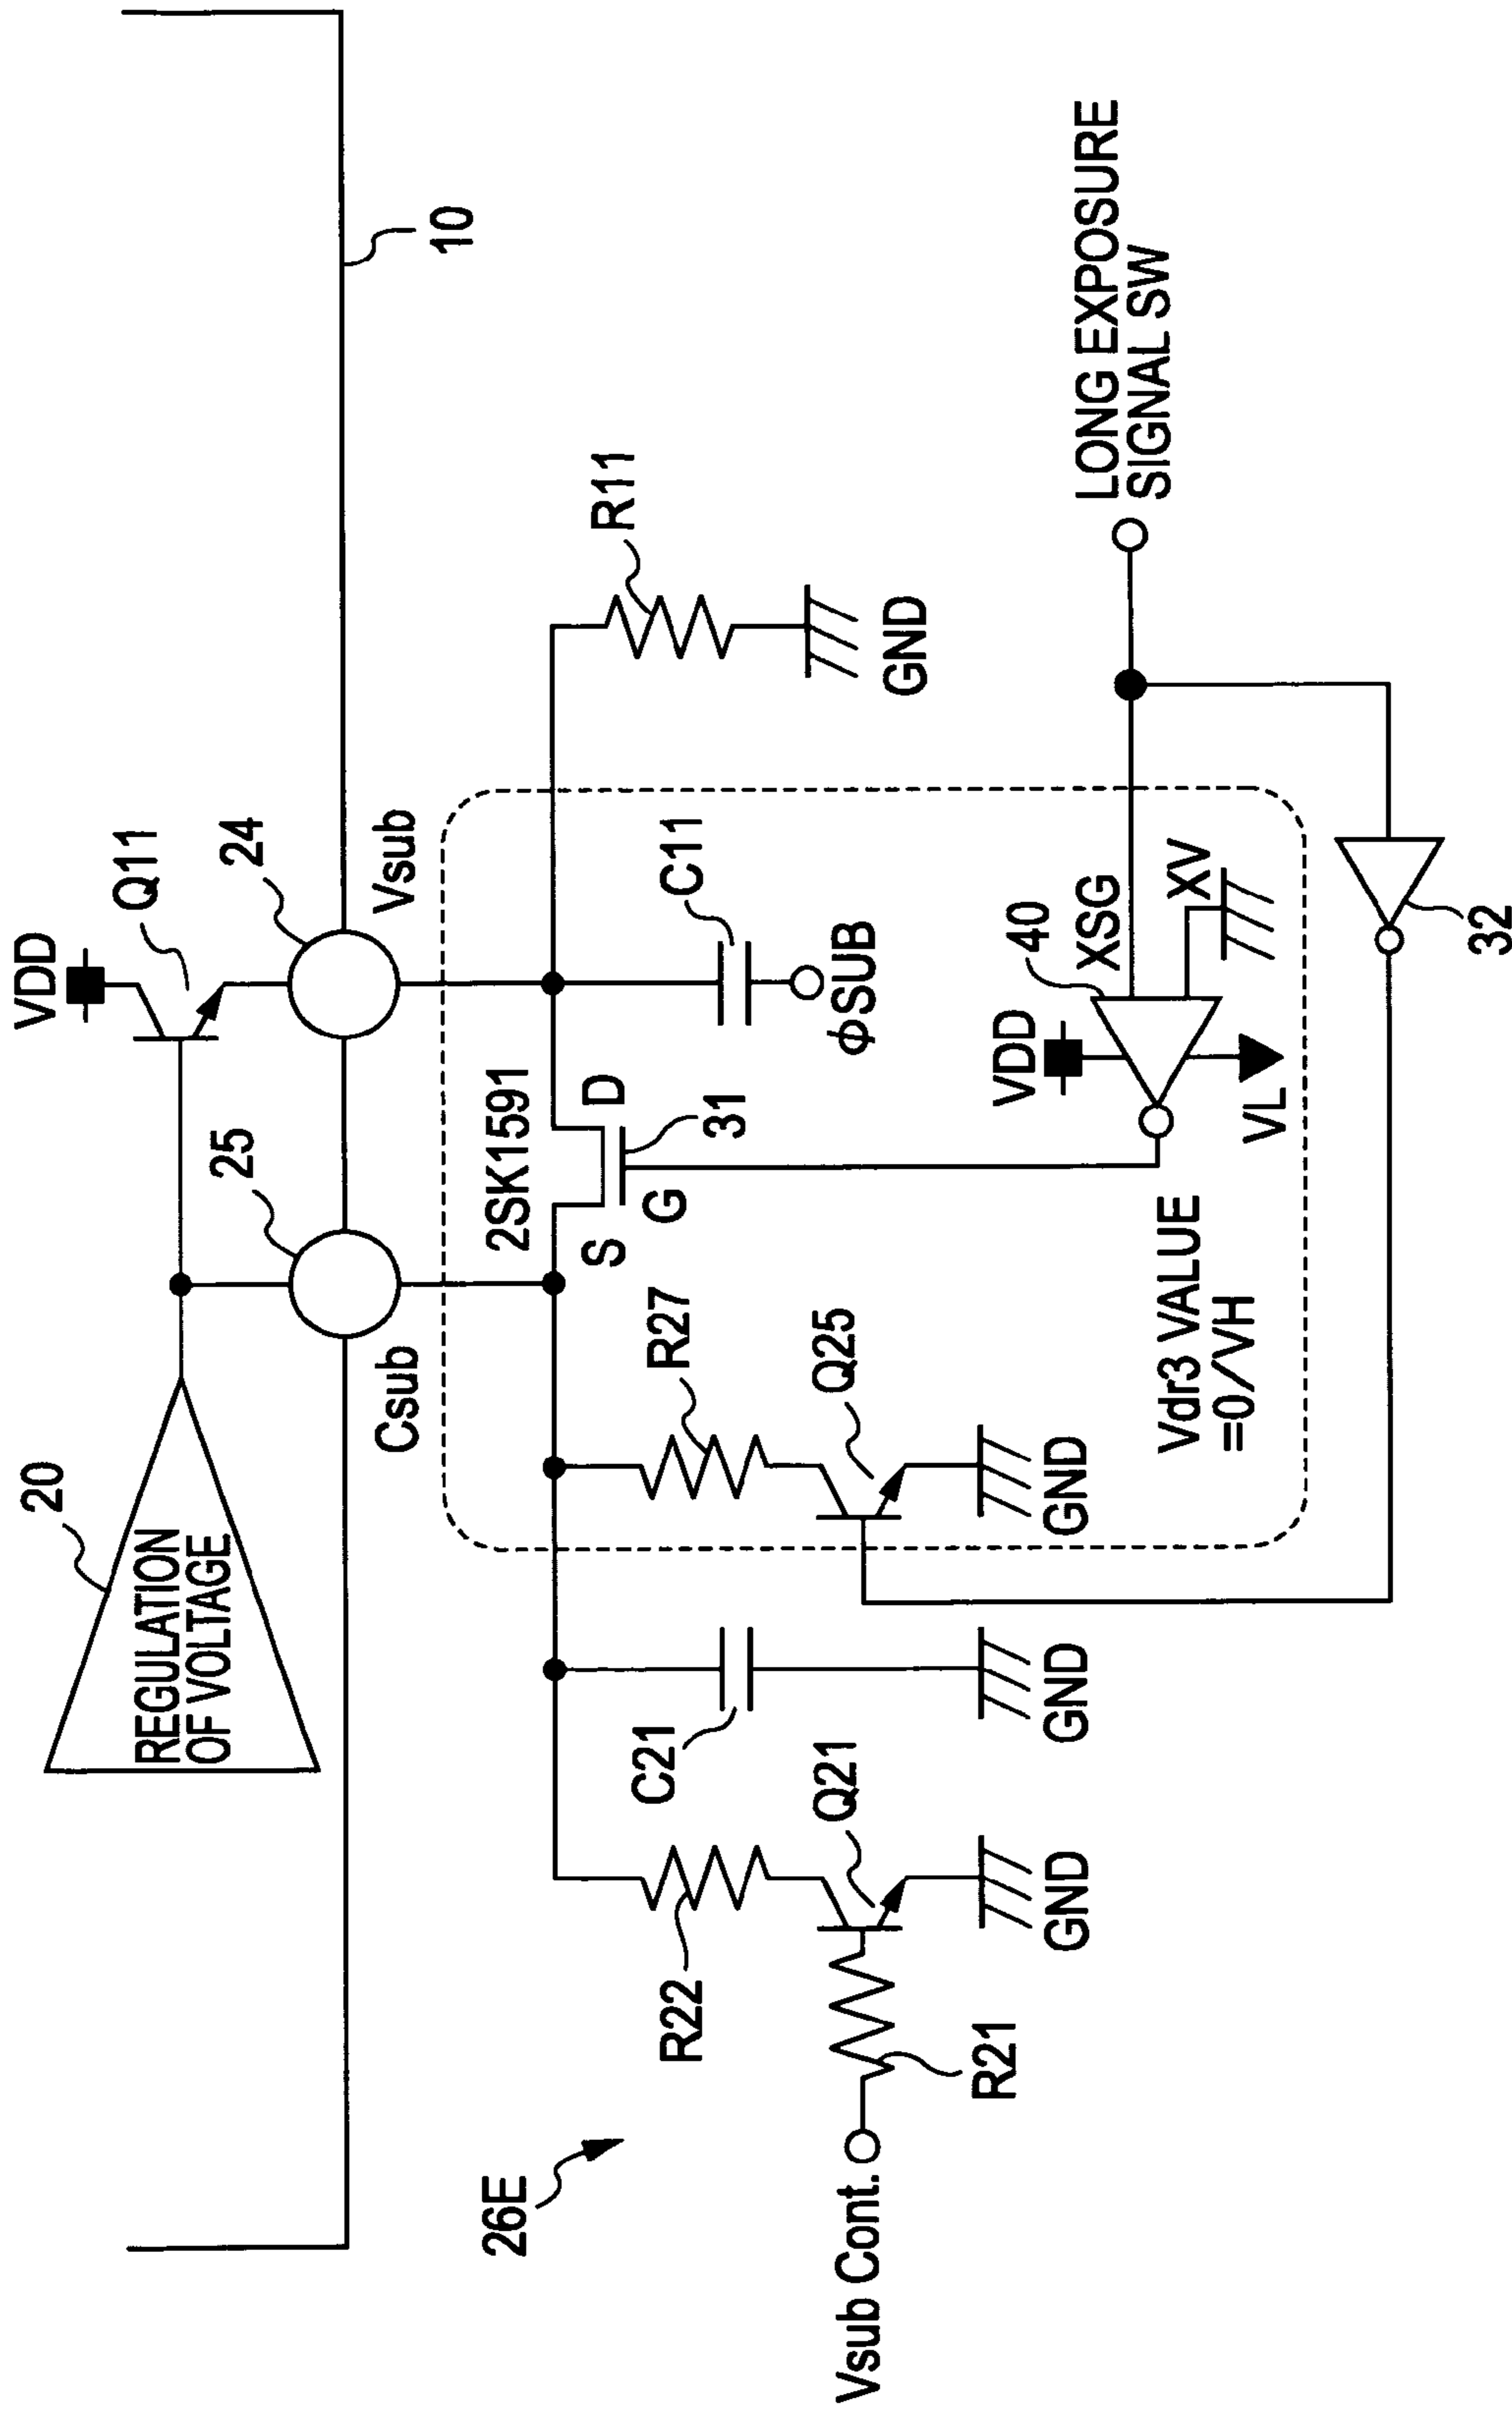 VDD
Q11
24
Vsub
20
REGULATION
OF VOLTAGE
25
Csub
10
26E
2SK1591
S
D
G
31
R11
GND
C11
ϕSUB
R27
Q25
GND
C21
GND
R22
Q21
GND
R21
Vsub Cont.
40
XSG
XV
VDD
VL
Vdr3 VALUE
=0/VH
LONG EXPOSURE
SIGNAL SW
32